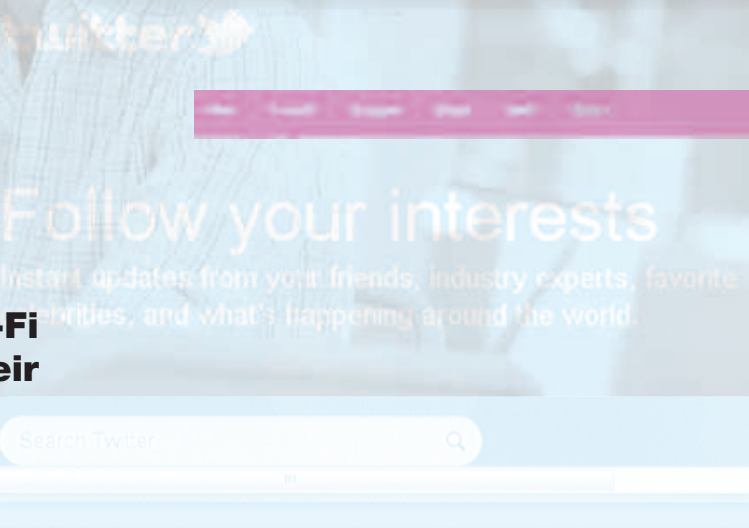 twitter
Follow your interests
Instant updates from your friends, industry experts, favorite
ebrities, and what's happening around the world.
-Fi
eir
Search Twitter